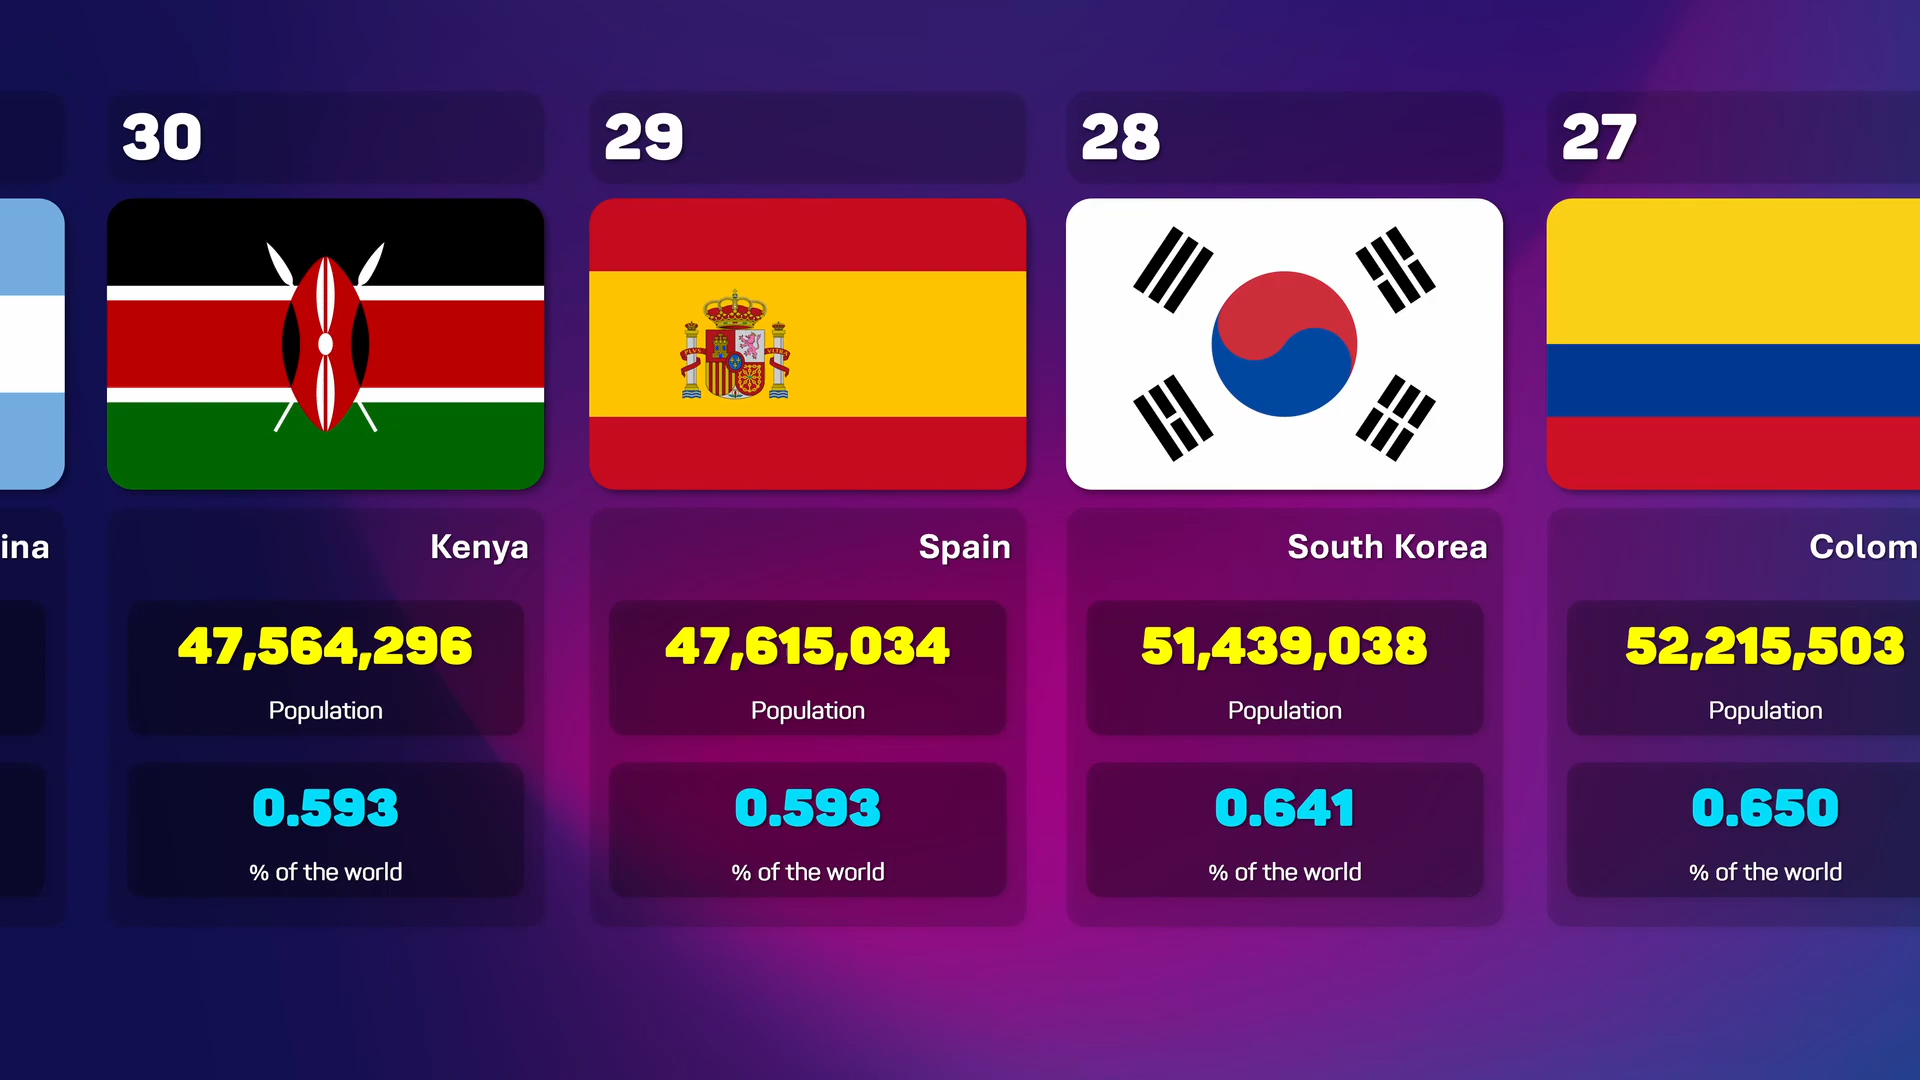 30
29
28
27
ina
Kenya
Spain
South Korea
Colom
47,564,296
47,615,034
51,439,038
52,215,503
Population
Population
Population
Population
0.593
0.593
0.641
0.650
% of the world
% of the world
% of the world
% of the world